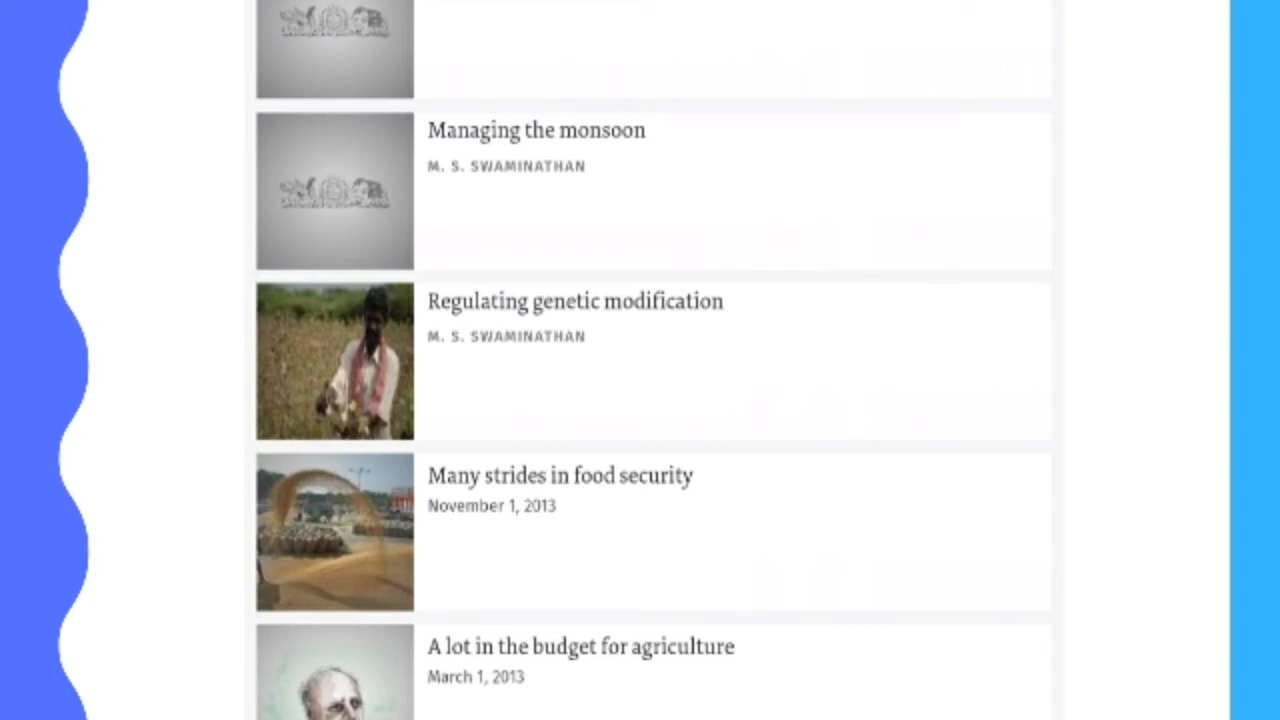 Managing the monsoon
M. S. SWAMINATHAN
Regulating genetic modification
M. S. SWAMINATHAN
Many strides in food security
November 1, 2013
A lot in the budget for agriculture
March 1, 2013